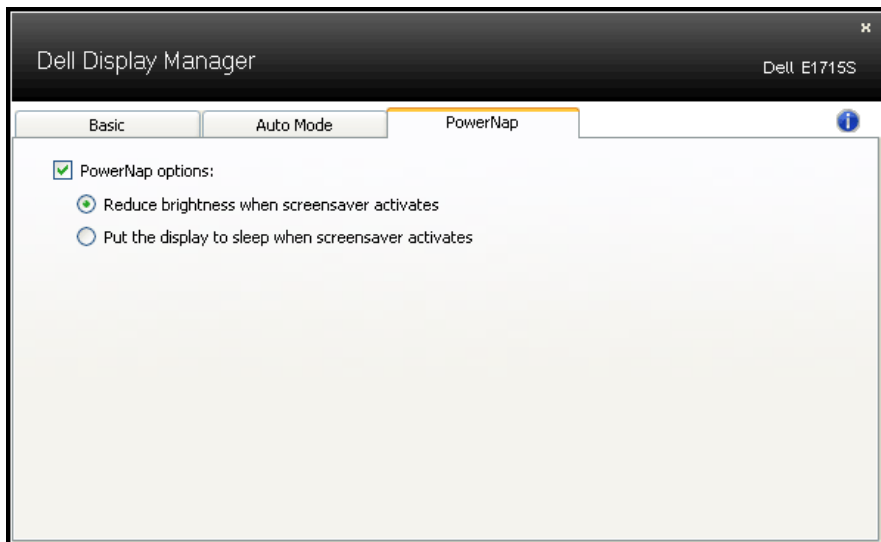 x
Dell Display Manager
Dell E1715S
Basic
Auto Mode
PowerNap
i
PowerNap options:
Reduce brightness when screensaver activates
Put the display to sleep when screensaver activates